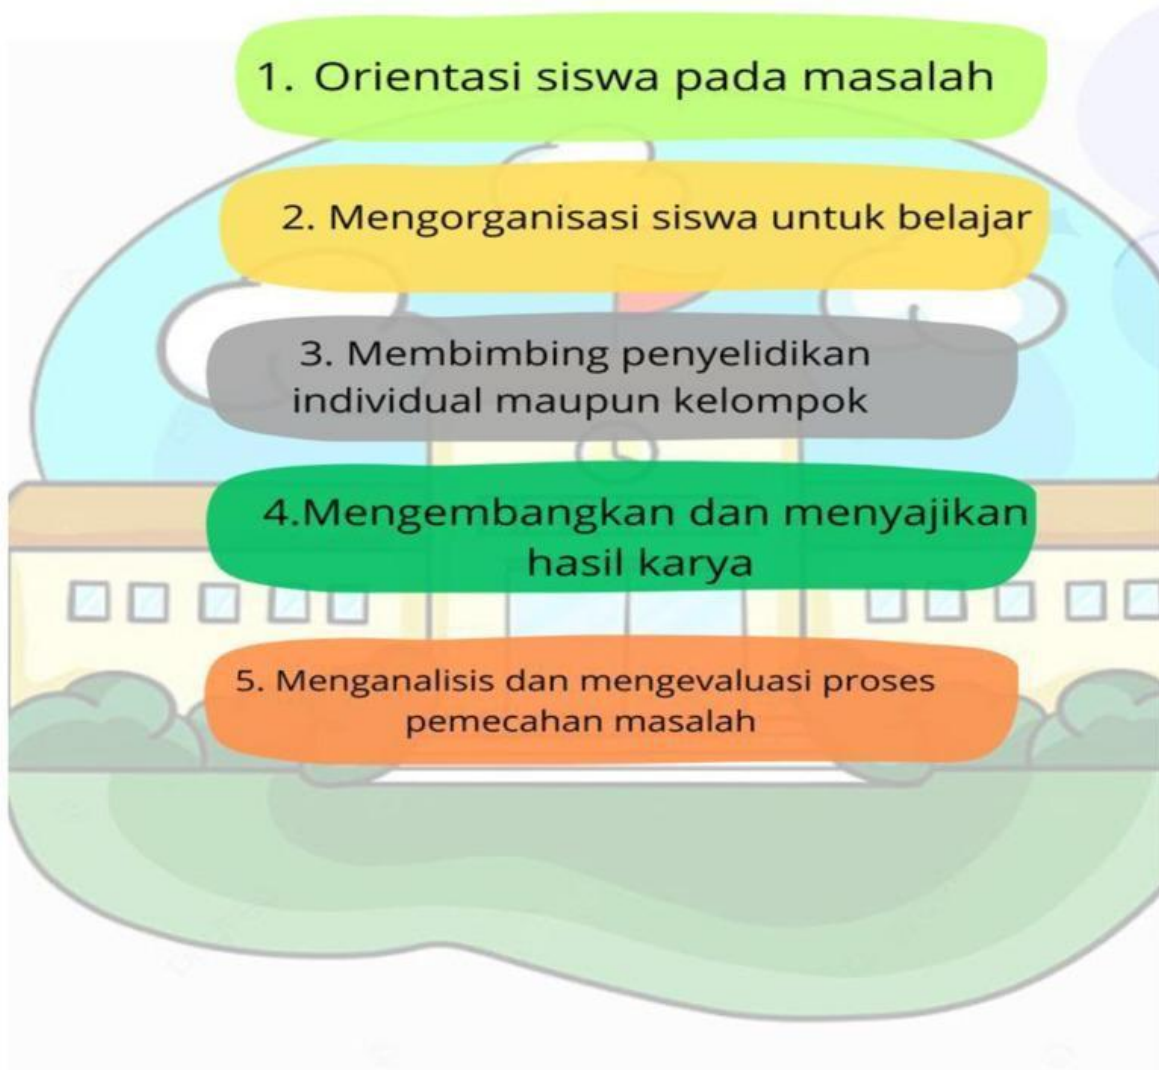 1. Orientasi siswa pada masalah
2. Mengorganisasi siswa untuk belajar
3. Membimbing penyelidikan
individual maupun kelompok
4.Mengembangkan dan menyajikan
hasil karya
5. Menganalisis dan mengevaluasi proses
pemecahan masalah